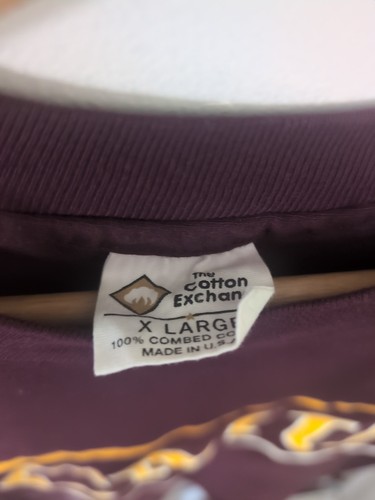 The
Cotton
Exchan
X LARGE
100% COMBED CO
MADE IN U.S.A